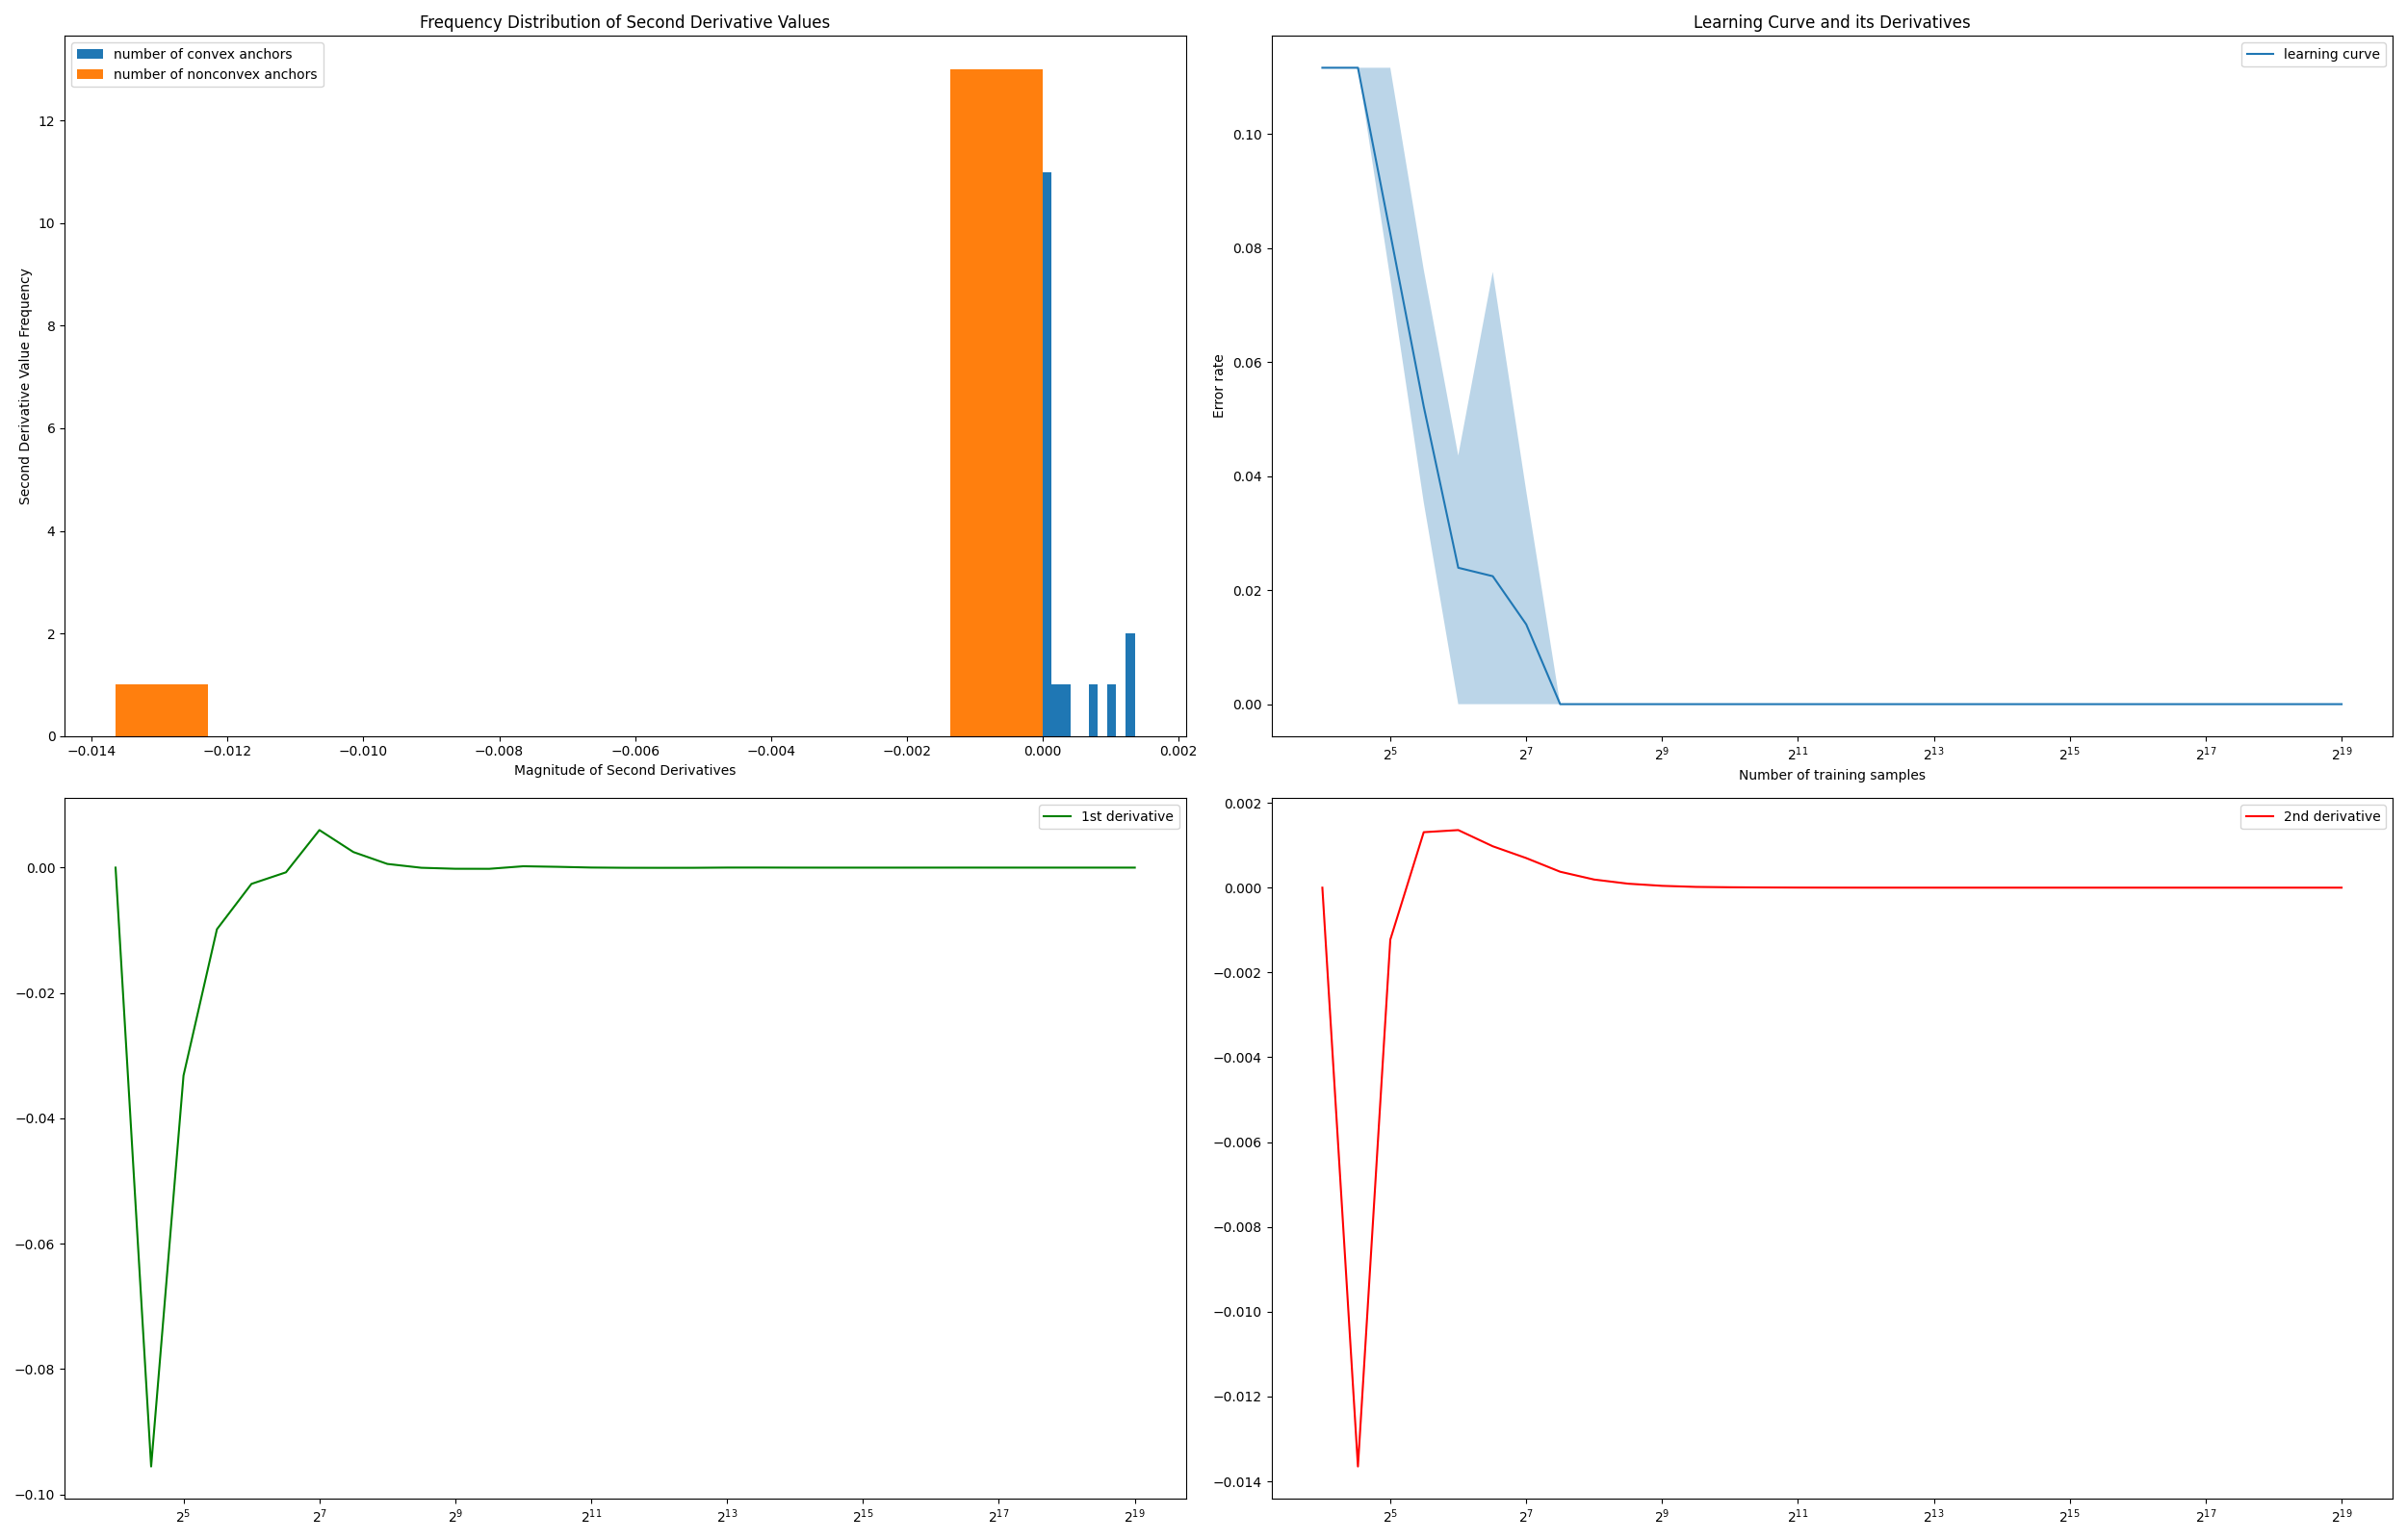 Frequency Distribution of Second Derivative Values
number of convex anchors
number of nonconvex anchors
12
10
8
6
4
2
0
Second Derivative Value Frequency
−0.014 −0.012 −0.010 −0.008 −0.006 −0.004 −0.002 0.000 0.002
Magnitude of Second Derivatives
Learning Curve and its Derivatives
learning curve
0.10
0.08
0.06
0.04
0.02
0.00
Error rate
2^5 2^7 2^9 2^11 2^13 2^15 2^17 2^19
Number of training samples
1st derivative
0.00
−0.02
−0.04
−0.06
−0.08
−0.10
2^5 2^7 2^9 2^11 2^13 2^15 2^17 2^19
2nd derivative
0.002
0.000
−0.002
−0.004
−0.006
−0.008
−0.010
−0.012
−0.014
2^5 2^7 2^9 2^11 2^13 2^15 2^17 2^19